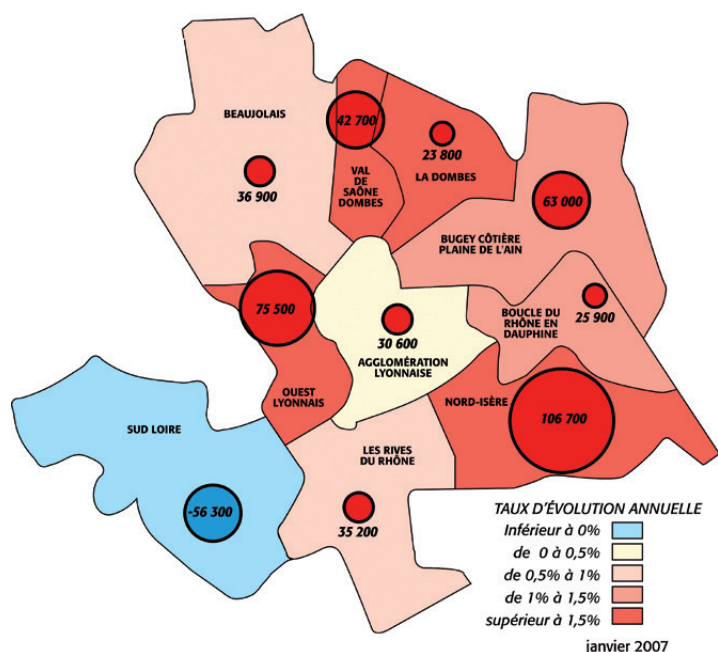 BEAUJOLAIS
36 900
42 700
VAL
DE
SAÔNE
DOMBES
23 800
LA DOMBES
63 000
BUGEY CÔTIÈRE
PLAINE DE L'AIN
75 500
OUEST
LYONNAIS
30 600
AGGLOMÉRATION
LYONNAISE
BOUCLE DU
RHÔNE EN
DAUPHINE
25 900
NORD-ISÈRE
106 700
SUD LOIRE
-56 300
LES RIVES
DU RHÔNE
35 200
TAUX D'ÉVOLUTION ANNUELLE
Inférieur à 0%
de 0 à 0,5%
de 0,5% à 1%
de 1% à 1,5%
supérieur à 1,5%
janvier 2007